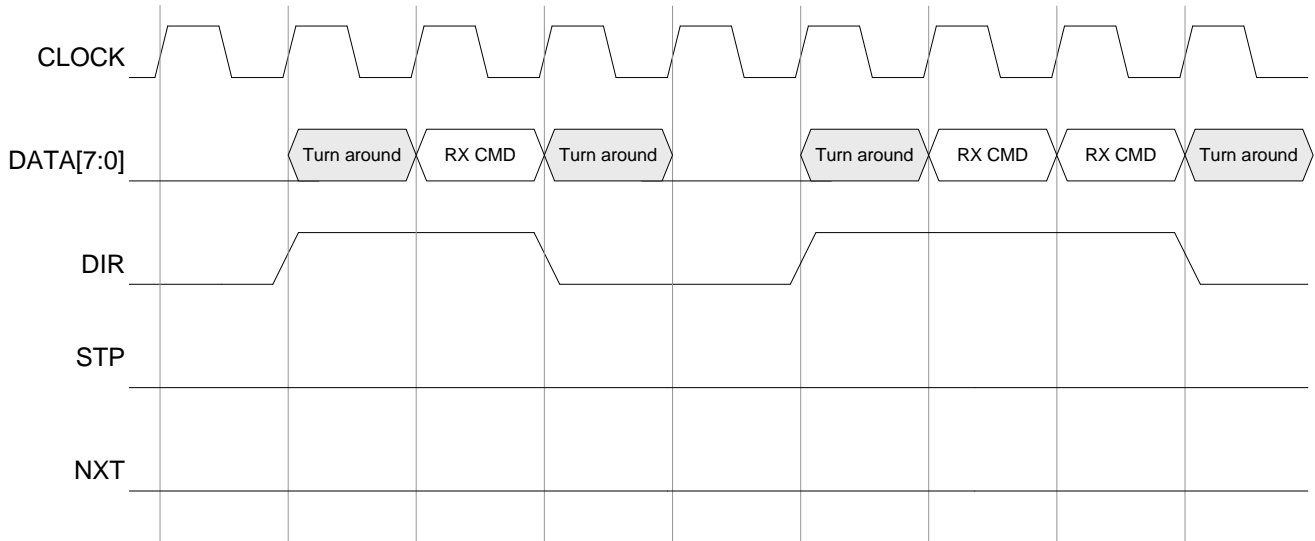 CLOCK
DATA[7:0] Turn around RX CMD Turn around Turn around RX CMD RX CMD Turn around
DIR
STP
NXT